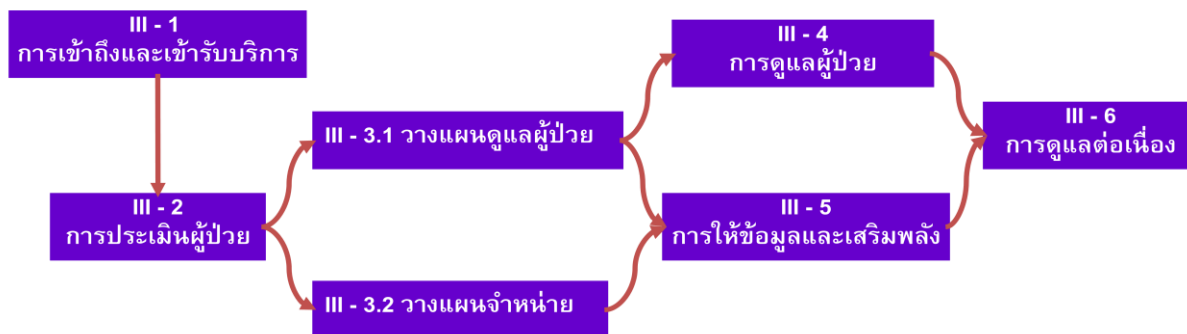 III - 1
การเข้าถึงและเข้ารับบริการ
III - 2
การประเมินผู้ป่วย
III - 3.1 วางแผนดูแลผู้ป่วย
III - 3.2 วางแผนจำหน่าย
III - 4
การดูแลผู้ป่วย
III - 5
การให้ข้อมูลและเสริมพลัง
III - 6
การดูแลต่อเนื่อง